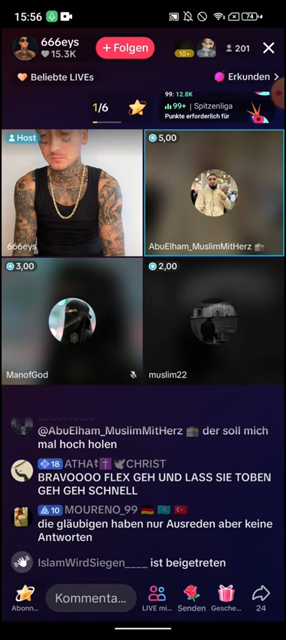 15:56
74
666eys
15.3K
+ Folgen
10+
6
201
Beliebte LIVEs
Erkunden
1/6
99: 12.8K
99+ | Spitzenliga
Punkte erforderlich für
Host
5,00
666eys
AbuElham_MuslimMitHerz 🕋
3,00
2,00
ManofGod
muslim22
@AbuElham_MuslimMitHerz 🕋 der soll mich
mal hoch holen
18 ATHA⚕✝️🕊CHRIST
BRAVOOOO FLEX GEH UND LASS SIE TOBEN
GEH GEH SCHNELL
10 MOURENO_99 🇩🇪 🇰🇿 🇹🇷
die gläubigen haben nur Ausreden aber keine
Antworten
IslamWirdSiegen____ ist beigetreten
Kommenta...
Abonn...
LIVE mi...
Senden
Gesche...
24